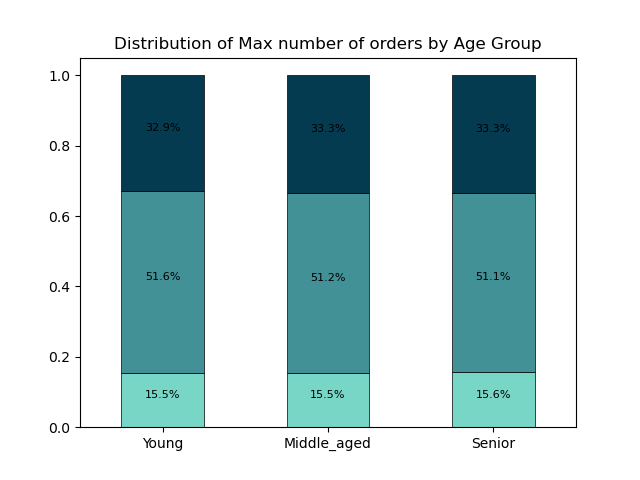 Distribution of Max number of orders by Age Group
1.0
0.8
0.6
0.4
0.2
0.0
32.9% 33.3% 33.3%
51.6% 51.2% 51.1%
15.5% 15.5% 15.6%
Young Middle_aged Senior